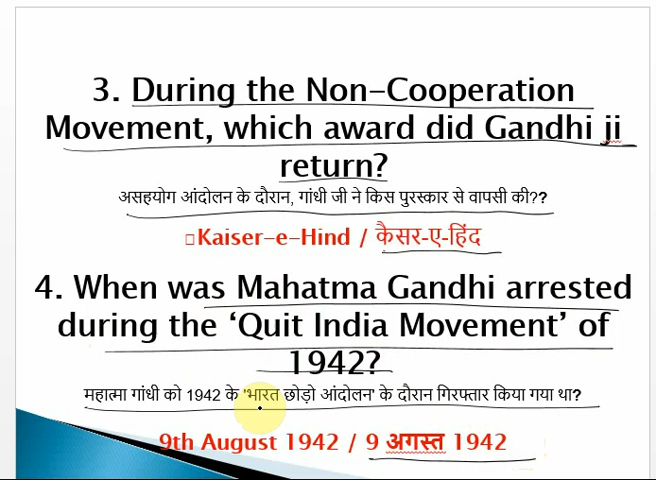 3. During the Non-Cooperation
Movement, which award did Gandhi ji
return?
असहयोग आंदोलन के दौरान, गांधी जी ने किस पुरस्कार से वापसी की??
Kaiser-e-Hind / कैसर-ए-हिंद
4. When was Mahatma Gandhi arrested
during the ‘Quit India Movement’ of
1942?
महात्मा गांधी को 1942 के 'भारत छोड़ो आंदोलन' के दौरान गिरफ्तार किया गया था?
9th August 1942 / 9 अगस्त 1942